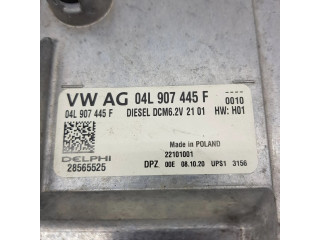 VW AG 04L 907 445 F
0010
04L 907 445 F DIESEL DCM6.2V 21 01 HW: H01
Made in POLAND
DELPHI 22101001
28565525 DPZ 00E 08.10.20 UPS1 3156